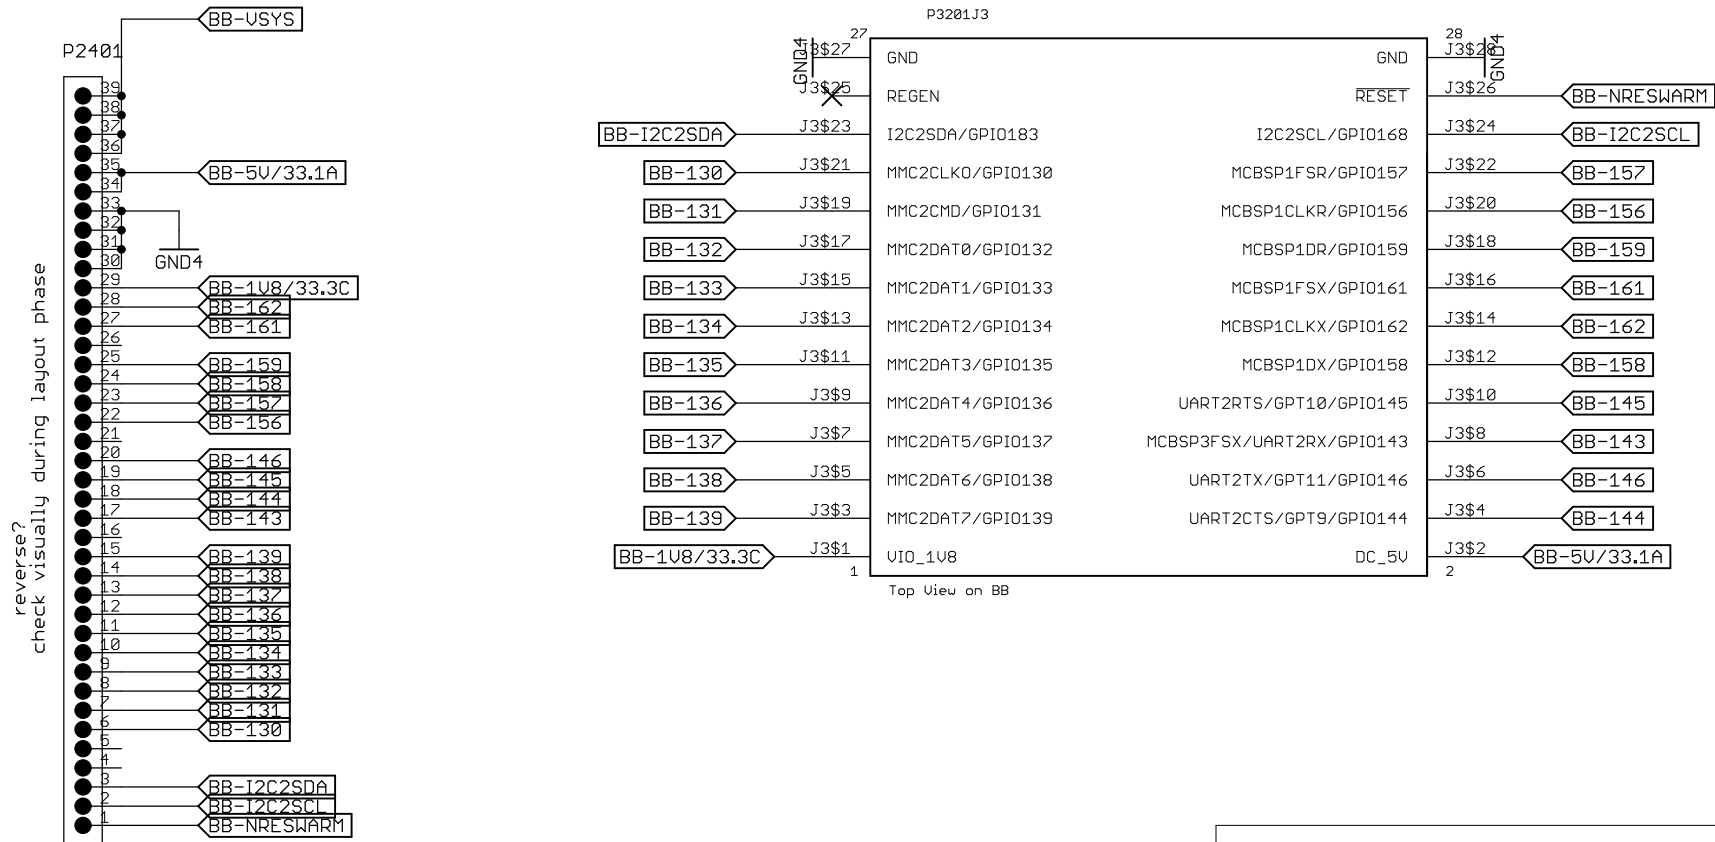 BB-VSYS
P2401
39
38
37
36
35 BB-5V/33.1A
34
33
32
31
30 GND4
29 BB-1V8/33.3C
28 BB-162
27 BB-161
26
25 BB-159
24 BB-158
23 BB-157
22 BB-156
21
20 BB-146
19 BB-145
18 BB-144
17 BB-143
16
15 BB-139
14 BB-138
13 BB-137
12 BB-136
11 BB-135
10 BB-134
9 BB-133
8 BB-132
7 BB-131
6 BB-130
5
4
3 BB-I2C2SDA
2 BB-I2C2SCL
1 BB-NRESWARM
reverse?
check visually during layout phase
P3201J3
27 28
GND4 J3$27 GND GND J3$28 GND4
J3$25 REGEN RESET J3$26 BB-NRESWARM
BB-I2C2SDA J3$23 I2C2SDA/GPIO183 I2C2SCL/GPIO168 J3$24 BB-I2C2SCL
BB-130 J3$21 MMC2CLKO/GPIO130 MCBSP1FSR/GPIO157 J3$22 BB-157
BB-131 J3$19 MMC2CMD/GPIO131 MCBSP1CLKR/GPIO156 J3$20 BB-156
BB-132 J3$17 MMC2DAT0/GPIO132 MCBSP1DR/GPIO159 J3$18 BB-159
BB-133 J3$15 MMC2DAT1/GPIO133 MCBSP1FSX/GPIO161 J3$16 BB-161
BB-134 J3$13 MMC2DAT2/GPIO134 MCBSP1CLKX/GPIO162 J3$14 BB-162
BB-135 J3$11 MMC2DAT3/GPIO135 MCBSP1DX/GPIO158 J3$12 BB-158
BB-136 J3$9 MMC2DAT4/GPIO136 UART2RTS/GPT10/GPIO145 J3$10 BB-145
BB-137 J3$7 MMC2DAT5/GPIO137 MCBSP3FSX/UART2RX/GPIO143 J3$8 BB-143
BB-138 J3$5 MMC2DAT6/GPIO138 UART2TX/GPT11/GPIO146 J3$6 BB-146
BB-139 J3$3 MMC2DAT7/GPIO139 UART2CTS/GPT9/GPIO144 J3$4 BB-144
BB-1V8/33.3C J3$1 VIO_1V8 DC_5V J3$2 BB-5V/33.1A
1 2
Top View on BB